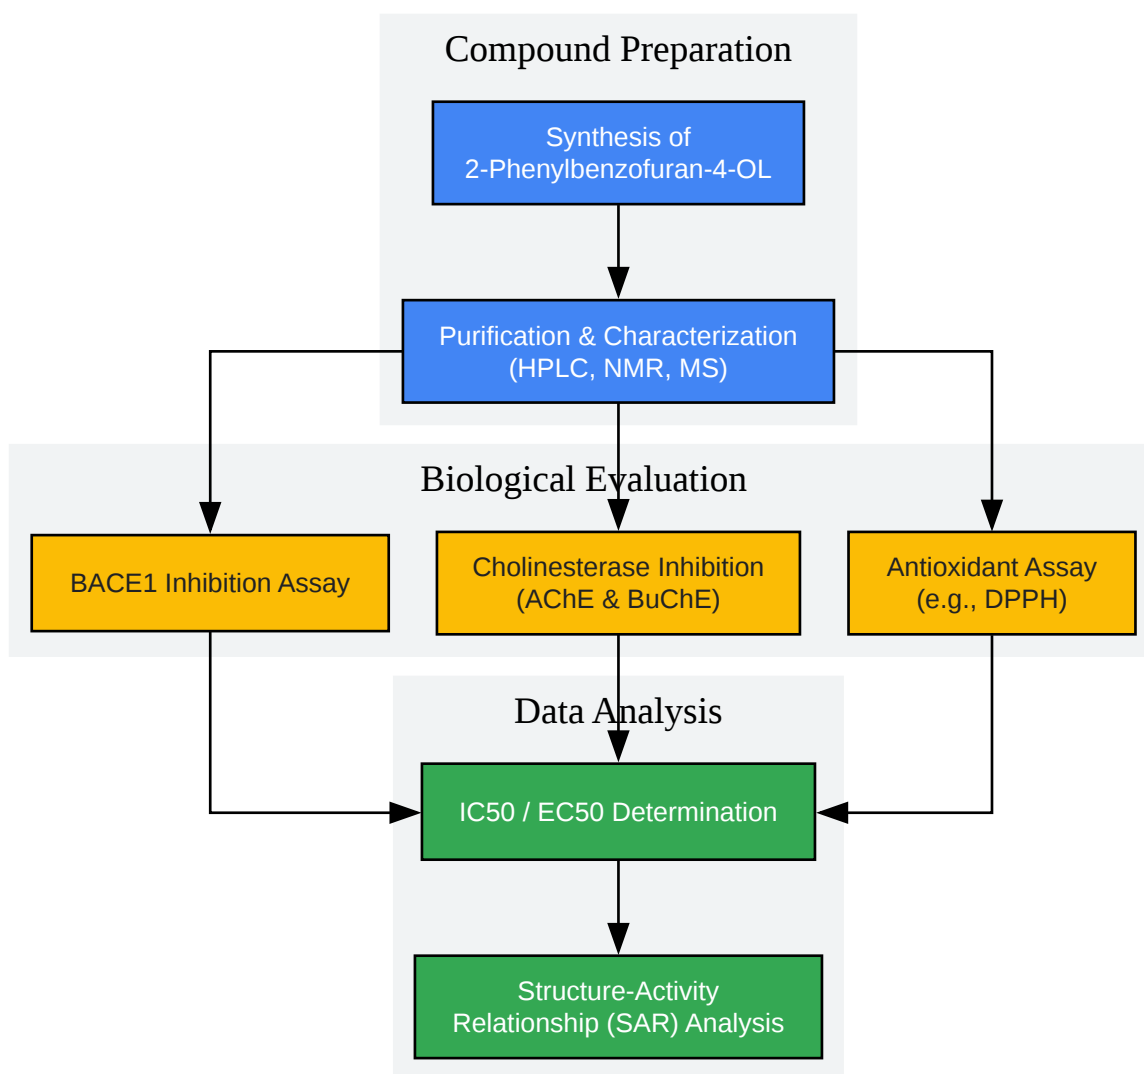 Compound Preparation
Synthesis of
2-Phenylbenzofuran-4-OL
Purification & Characterization
(HPLC, NMR, MS)
Biological Evaluation
BACE1 Inhibition Assay
Cholinesterase Inhibition
(AChE & BuChE)
Antioxidant Assay
(e.g., DPPH)
Data Analysis
IC50 / EC50 Determination
Structure-Activity
Relationship (SAR) Analysis